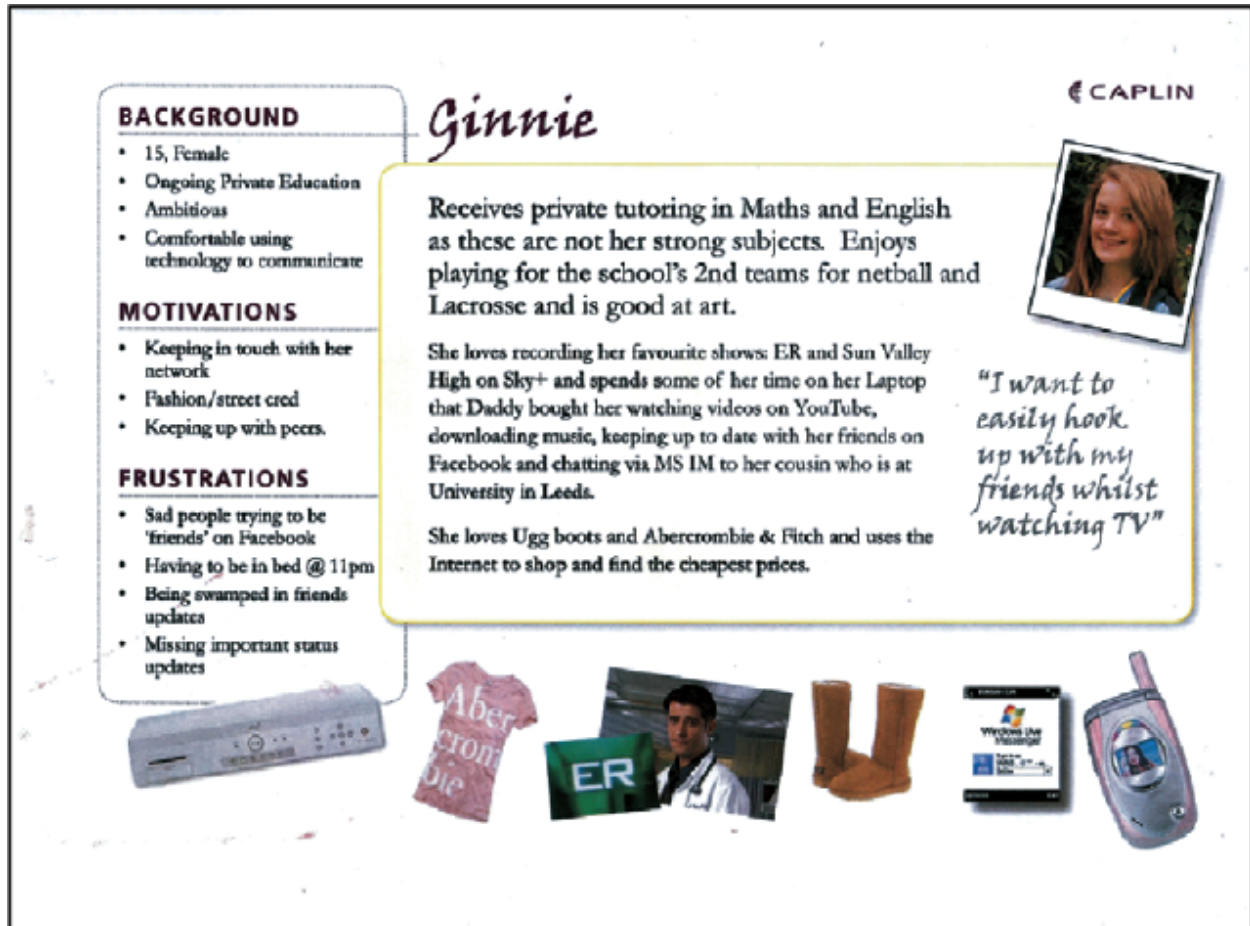 CAPLIN
Ginnie
BACKGROUND
• 15, Female
• Ongoing Private Education
• Ambitious
• Comfortable using
technology to communicate
MOTIVATIONS
• Keeping in touch with her
network
• Fashion/street cred
• Keeping up with peers.
FRUSTRATIONS
• Sad people trying to be
'friends' on Facebook
• Having to be in bed @ 11pm
• Being swamped in friends
updates
• Missing important status
updates
Receives private tutoring in Maths and English
as these are not her strong subjects. Enjoys
playing for the school's 2nd teams for netball and
Lacrosse and is good at art.
She loves recording her favourite shows: ER and Sun Valley
High on Sky+ and spends some of her time on her Laptop
that Daddy bought her watching videos on YouTube,
downloading music, keeping up to date with her friends on
Facebook and chatting via MS IM to her cousin who is at
University in Leeds.
She loves Ugg boots and Abercrombie & Fitch and uses the
Internet to shop and find the cheapest prices.
"I want to
easily hook
up with my
friends whilst
watching TV"
Aber
crom
bie
ER
Windows Live
Messenger